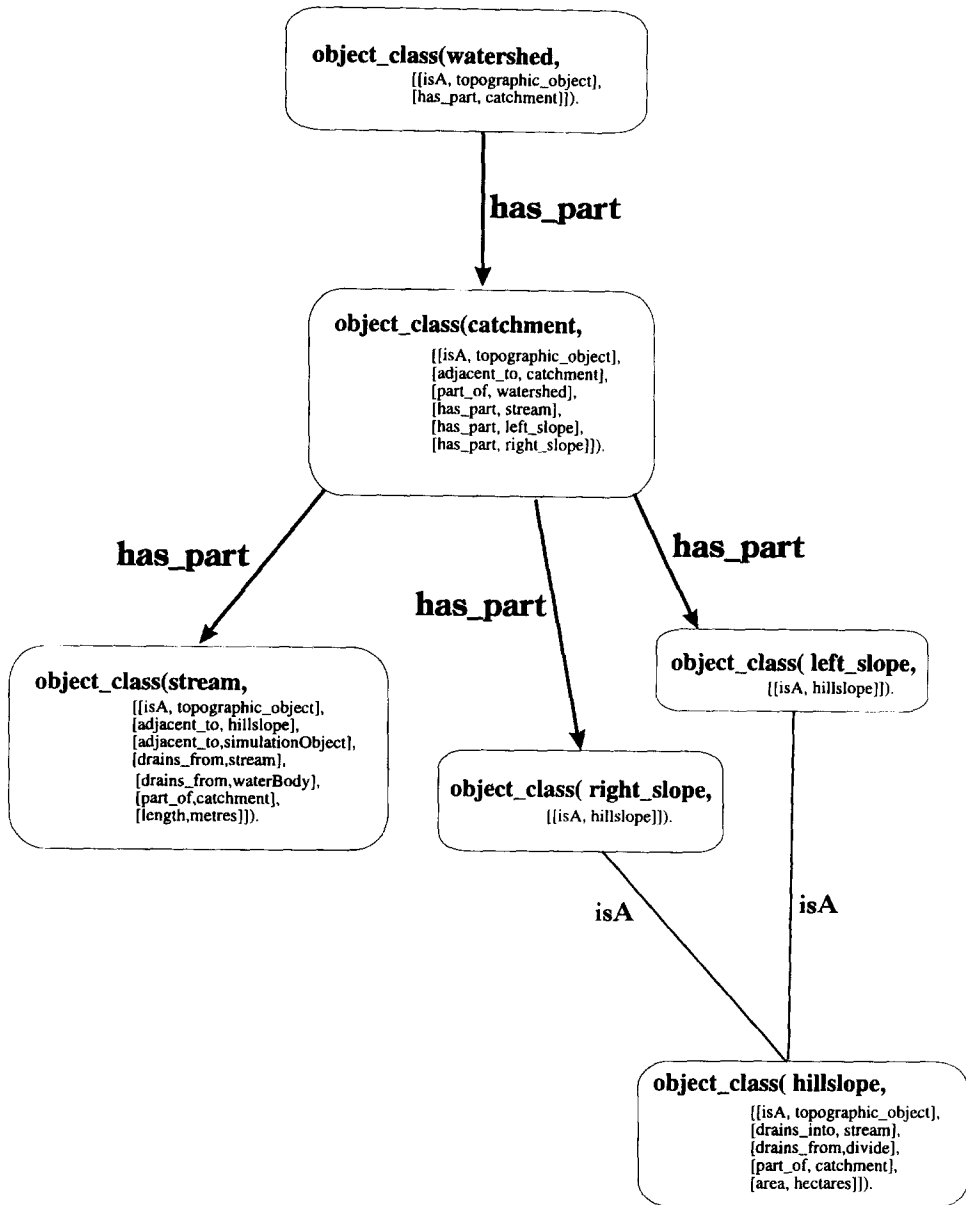 object_class(watershed,
[[isA, topographic_object],
[has_part, catchment]]).
has_part
object_class(catchment,
[[isA, topographic_object],
[adjacent_to, catchment],
[part_of, watershed],
[has_part, stream],
[has_part, left_slope],
[has_part, right_slope]]).
has_part
has_part
has_part
object_class(stream,
[[isA, topographic_object],
[adjacent_to, hillslope],
[adjacent_to,simulationObject],
[drains_from,stream],
[drains_from,waterBody],
[part_of,catchment],
[length,metres]]).
object_class( left_slope,
[[isA, hillslope]]).
object_class( right_slope,
[[isA, hillslope]]).
isA
isA
object_class( hillslope,
[[isA, topographic_object],
[drains_into, stream],
[drains_from,divide],
[part_of, catchment],
[area, hectares]]).